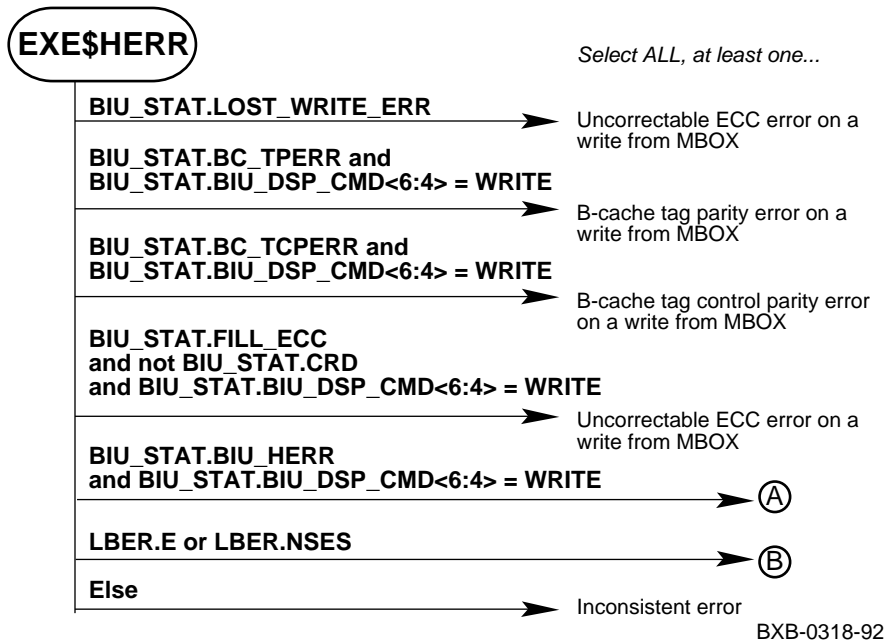 EXE$HERR
Select ALL, at least one...
BIU_STAT.LOST_WRITE_ERR
Uncorrectable ECC error on a
write from MBOX
BIU_STAT.BC_TPERR and
BIU_STAT.BIU_DSP_CMD<6:4> = WRITE
B-cache tag parity error on a
write from MBOX
BIU_STAT.BC_TCPERR and
BIU_STAT.BIU_DSP_CMD<6:4> = WRITE
B-cache tag control parity error
on a write from MBOX
BIU_STAT.FILL_ECC
and not BIU_STAT.CRD
and BIU_STAT.BIU_DSP_CMD<6:4> = WRITE
Uncorrectable ECC error on a
write from MBOX
BIU_STAT.BIU_HERR
and BIU_STAT.BIU_DSP_CMD<6:4> = WRITE
A
LBER.E or LBER.NSES
B
Else
Inconsistent error
BXB-0318-92